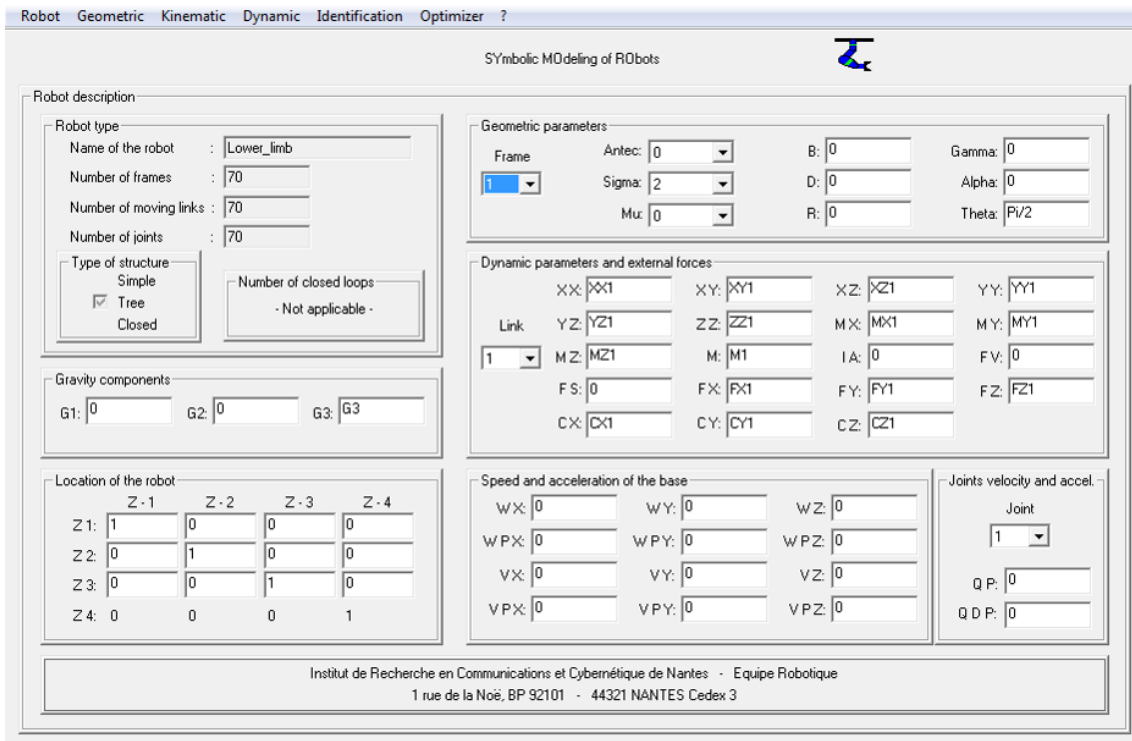 Robot Geometric Kinematic Dynamic Identification Optimizer ?
SYmbolic MOdeling of RObots
Robot description
Robot type
Name of the robot : Lower_limb
Number of frames : 70
Number of moving links : 70
Number of joints : 70
Type of structure
Simple
Tree
Closed
Number of closed loops
- Not applicable -
Geometric parameters
Frame
1
Antec: 0
B: 0
Gamma: 0
Sigma: 2
D: 0
Alpha: 0
Mu: 0
R: 0
Theta: Pi/2
Dynamic parameters and external forces
XX: XX1 XY: XY1 XZ: XZ1 YY: YY1
Link YZ: YZ1 ZZ: ZZ1 MX: MX1 MY: MY1
1 MZ: MZ1 M: M1 IA: 0 FV: 0
FS: 0 FX: FX1 FY: FY1 FZ: FZ1
CX: CX1 CY: CY1 CZ: CZ1
Gravity components
G1: 0 G2: 0 G3: G3
Location of the robot
Z - 1 Z - 2 Z - 3 Z - 4
Z 1: 1 0 0 0
Z 2: 0 1 0 0
Z 3: 0 0 1 0
Z 4: 0 0 0 1
Speed and acceleration of the base
WX: 0 WY: 0 WZ: 0
WPX: 0 WPY: 0 WPZ: 0
VX: 0 VY: 0 VZ: 0
VPX: 0 VPY: 0 VPZ: 0
Joints velocity and accel.
Joint
1
QP: 0
QDP: 0
Institut de Recherche en Communications et Cybernétique de Nantes - Equipe Robotique
1 rue de la Noë, BP 92101 - 44321 NANTES Cedex 3